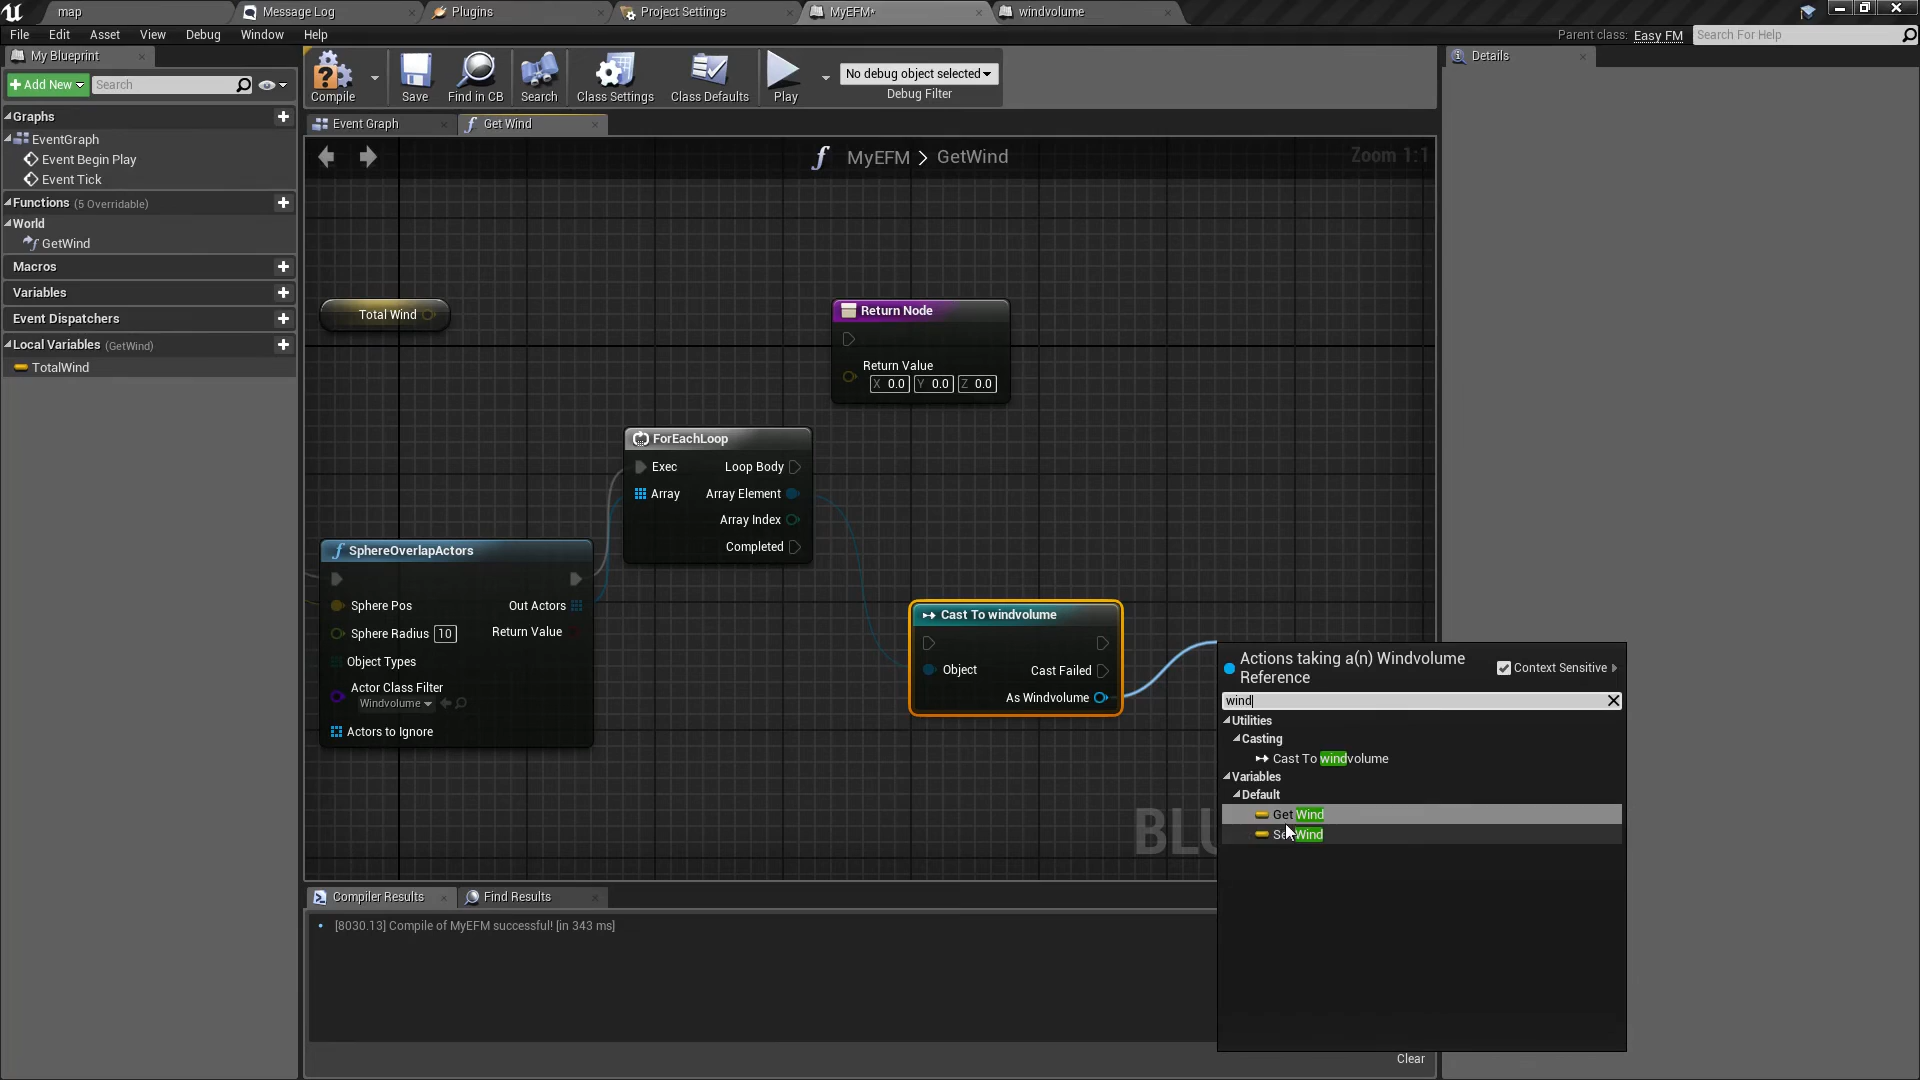 map
Message Log
Plugins
Project Settings
MyEFM*
windvolume
File
Edit
Asset
View
Debug
Window
Help
Parent class:
Easy FM
Search For Help
My Blueprint
Add New
Search
Graphs
EventGraph
Event Begin Play
Event Tick
Functions (5 Overridable)
World
GetWind
Macros
Variables
Event Dispatchers
Local Variables (GetWind)
TotalWind
Compile
Save
Find in CB
Search
Class Settings
Class Defaults
Play
No debug object selected
Debug Filter
Event Graph
Get Wind
MyEFM > GetWind
Zoom 1:1
Total Wind
Return Node
Return Value
X 0.0 Y 0.0 Z 0.0
ForEachLoop
Exec
Loop Body
Array
Array Element
Array Index
Completed
SphereOverlapActors
Sphere Pos
Out Actors
Sphere Radius 10
Return Value
Object Types
Actor Class Filter
Windvolume
Actors to Ignore
Cast To windvolume
Object
Cast Failed
As Windvolume
Actions taking a(n) Windvolume
Reference
Context Sensitive
wind
Utilities
Casting
Cast To windvolume
Variables
Default
Get Wind
Wind
Compiler Results
Find Results
[8030.13] Compile of MyEFM successful! [in 343 ms]
Clear
Details